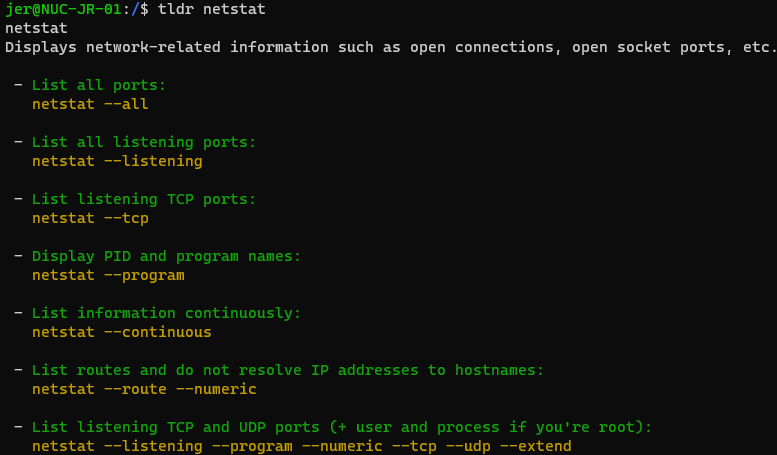 jer@NUC-JR-01:/$ tldr netstat
netstat
Displays network-related information such as open connections, open socket ports, etc.
- List all ports:
netstat --all
- List all listening ports:
netstat --listening
- List listening TCP ports:
netstat --tcp
- Display PID and program names:
netstat --program
- List information continuously:
netstat --continuous
- List routes and do not resolve IP addresses to hostnames:
netstat --route --numeric
- List listening TCP and UDP ports (+ user and process if you're root):
netstat --listening --program --numeric --tcp --udp --extend